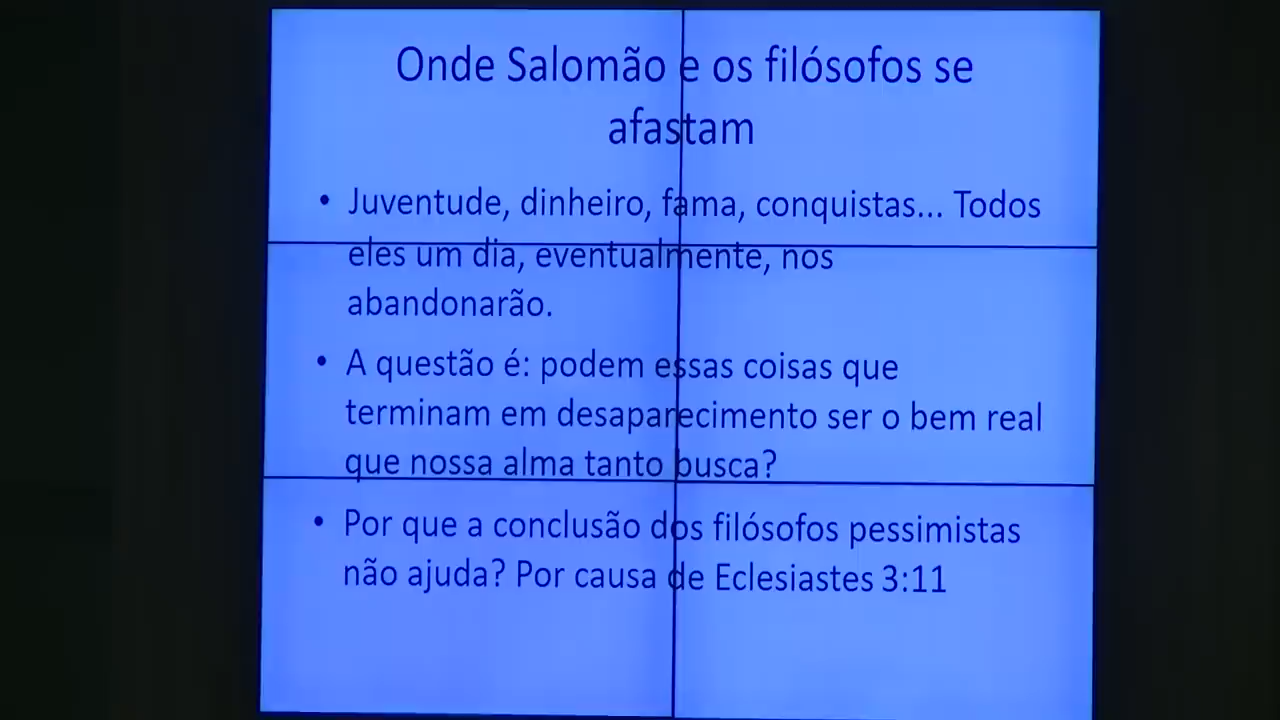 Onde Salomão e os filósofos se
afastam
• Juventude, dinheiro, fama, conquistas... Todos
eles um dia, eventualmente, nos
abandonarão.
• A questão é: podem essas coisas que
terminam em desaparecimento ser o bem real
que nossa alma tanto busca?
• Por que a conclusão dos filósofos pessimistas
não ajuda? Por causa de Eclesiastes 3:11